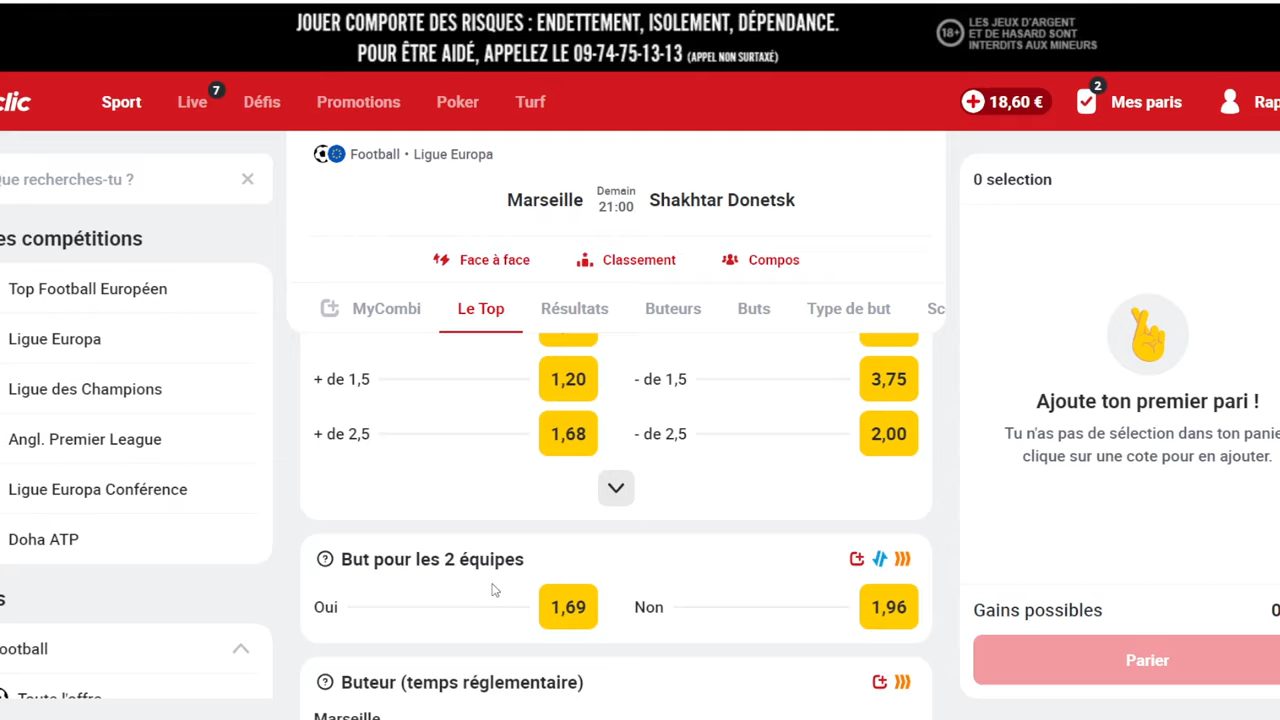 JOUER COMPORTE DES RISQUES : ENDETTEMENT, ISOLEMENT, DÉPENDANCE.
POUR ÊTRE AIDÉ, APPELEZ LE 09-74-75-13-13 (APPEL NON SURTAXÉ)
18+
LES JEUX D'ARGENT
ET DE HASARD SONT
INTERDITS AUX MINEURS
clic
Sport
Live
7
Défis
Promotions
Poker
Turf
18,60 €
2
Mes paris
Rap
Que recherches-tu ?
es compétitions
Top Football Européen
Ligue Europa
Ligue des Champions
Angl. Premier League
Ligue Europa Conférence
Doha ATP
s
ootball
Toute l'offre
Football • Ligue Europa
Marseille
Demain
21:00
Shakhtar Donetsk
Face à face
Classement
Compos
MyCombi
Le Top
Résultats
Buteurs
Buts
Type de but
Sc
+ de 1,5
1,20
- de 1,5
3,75
+ de 2,5
1,68
- de 2,5
2,00
But pour les 2 équipes
Oui
1,69
Non
1,96
Buteur (temps réglementaire)
Marseille
0 selection
Ajoute ton premier pari !
Tu n'as pas de sélection dans ton panie
clique sur une cote pour en ajouter.
Gains possibles
0
Parier